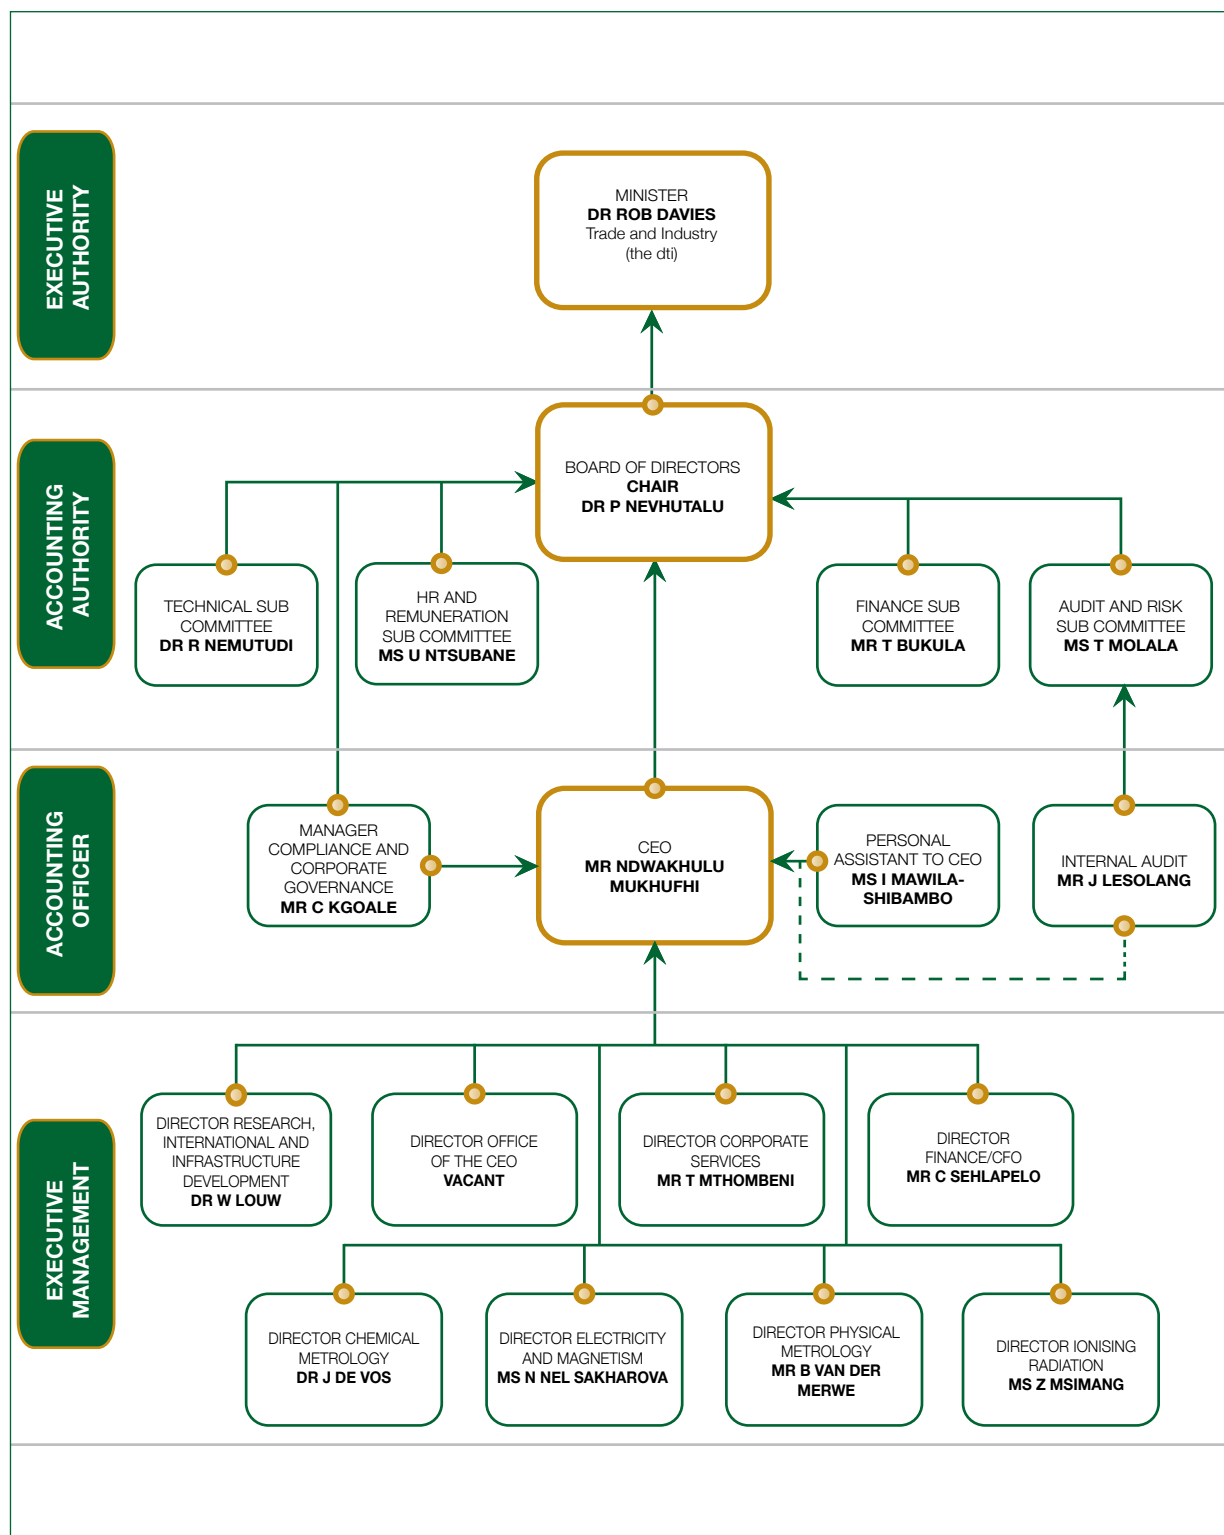 EXECUTIVE
AUTHORITY
MINISTER
DR ROB DAVIES
Trade and Industry
(the dti)
ACCOUNTING
AUTHORITY
BOARD OF DIRECTORS
CHAIR
DR P NEVHUTALU
TECHNICAL SUB
COMMITTEE
DR R NEMUTUDI
HR AND
REMUNERATION
SUB COMMITTEE
MS U NTSUBANE
FINANCE SUB
COMMITTEE
MR T BUKULA
AUDIT AND RISK
SUB COMMITTEE
MS T MOLALA
ACCOUNTING
OFFICER
MANAGER
COMPLIANCE AND
CORPORATE
GOVERNANCE
MR C KGOALE
CEO
MR NDWAKHULU
MUKHUFHI
PERSONAL
ASSISTANT TO CEO
MS I MAWILA-
SHIBAMBO
INTERNAL AUDIT
MR J LESOLANG
EXECUTIVE
MANAGEMENT
DIRECTOR RESEARCH,
INTERNATIONAL AND
INFRASTRUCTURE
DEVELOPMENT
DR W LOUW
DIRECTOR OFFICE
OF THE CEO
VACANT
DIRECTOR CORPORATE
SERVICES
MR T MTHOMBENI
DIRECTOR
FINANCE/CFO
MR C SEHLAPELO
DIRECTOR CHEMICAL
METROLOGY
DR J DE VOS
DIRECTOR ELECTRICITY
AND MAGNETISM
MS N NEL SAKHAROVA
DIRECTOR PHYSICAL
METROLOGY
MR B VAN DER
MERWE
DIRECTOR IONISING
RADIATION
MS Z MSIMANG